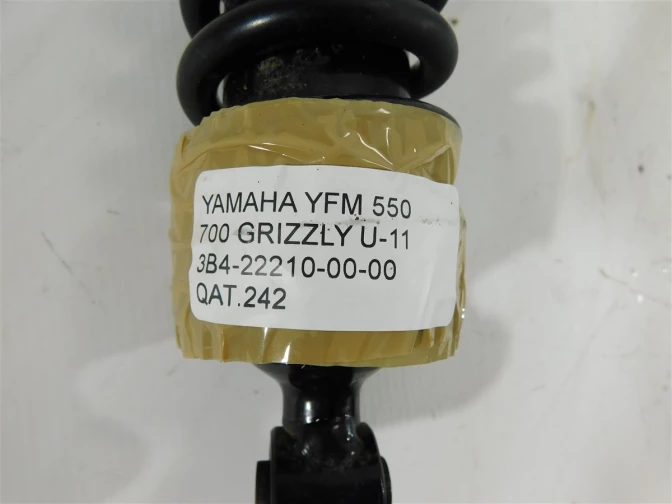 YAMAHA YFM 550
700 GRIZZLY U-11
3B4-22210-00-00
QAT.242